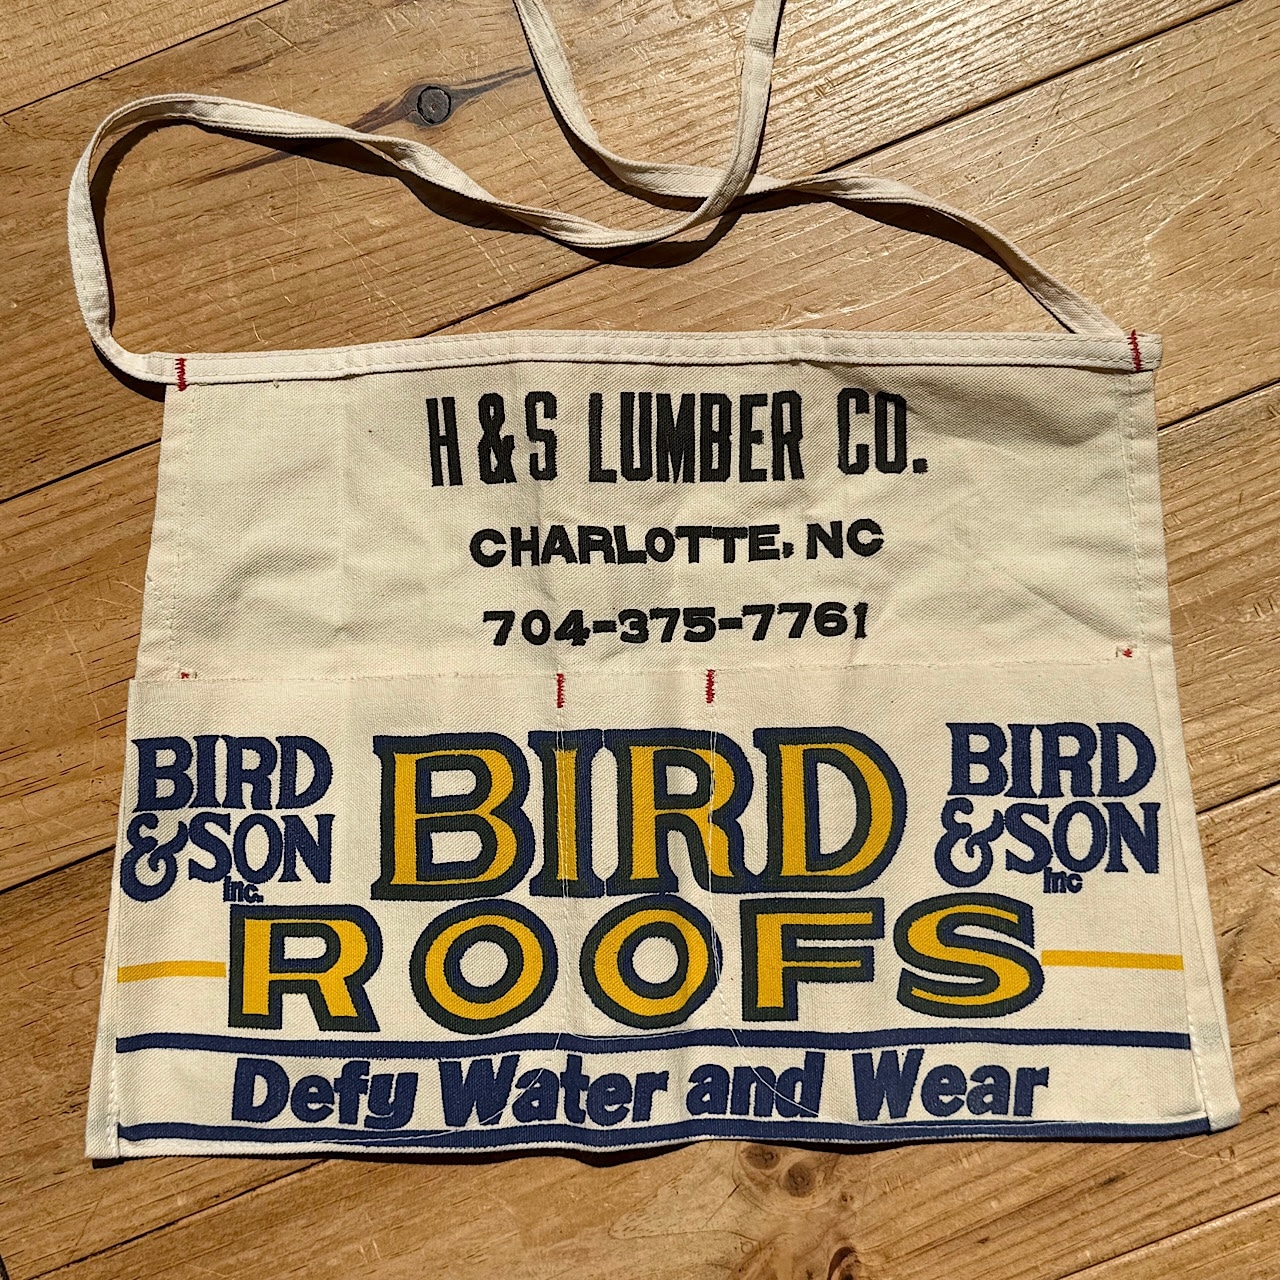 H & S LUMBER CO.
CHARLOTTE, NC
704-375-7761
BIRD
& SON
Inc.
BIRD
ROOFS
BIRD
& SON
Inc
Defy Water and Wear